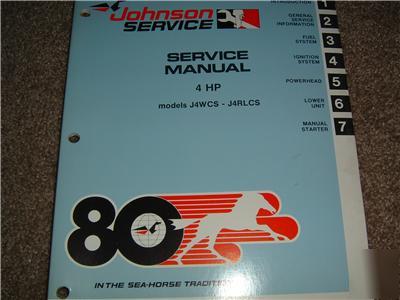 Johnson
SERVICE
SERVICE
MANUAL
4 HP
models J4WCS - J4RLCS
INTRODUCTION 1
GENERAL
SERVICE
INFORMATION 2
FUEL
SYSTEM 3
IGNITION
SYSTEM 4
POWERHEAD 5
LOWER
UNIT 6
MANUAL
STARTER 7
80
IN THE SEA-HORSE TRADITION